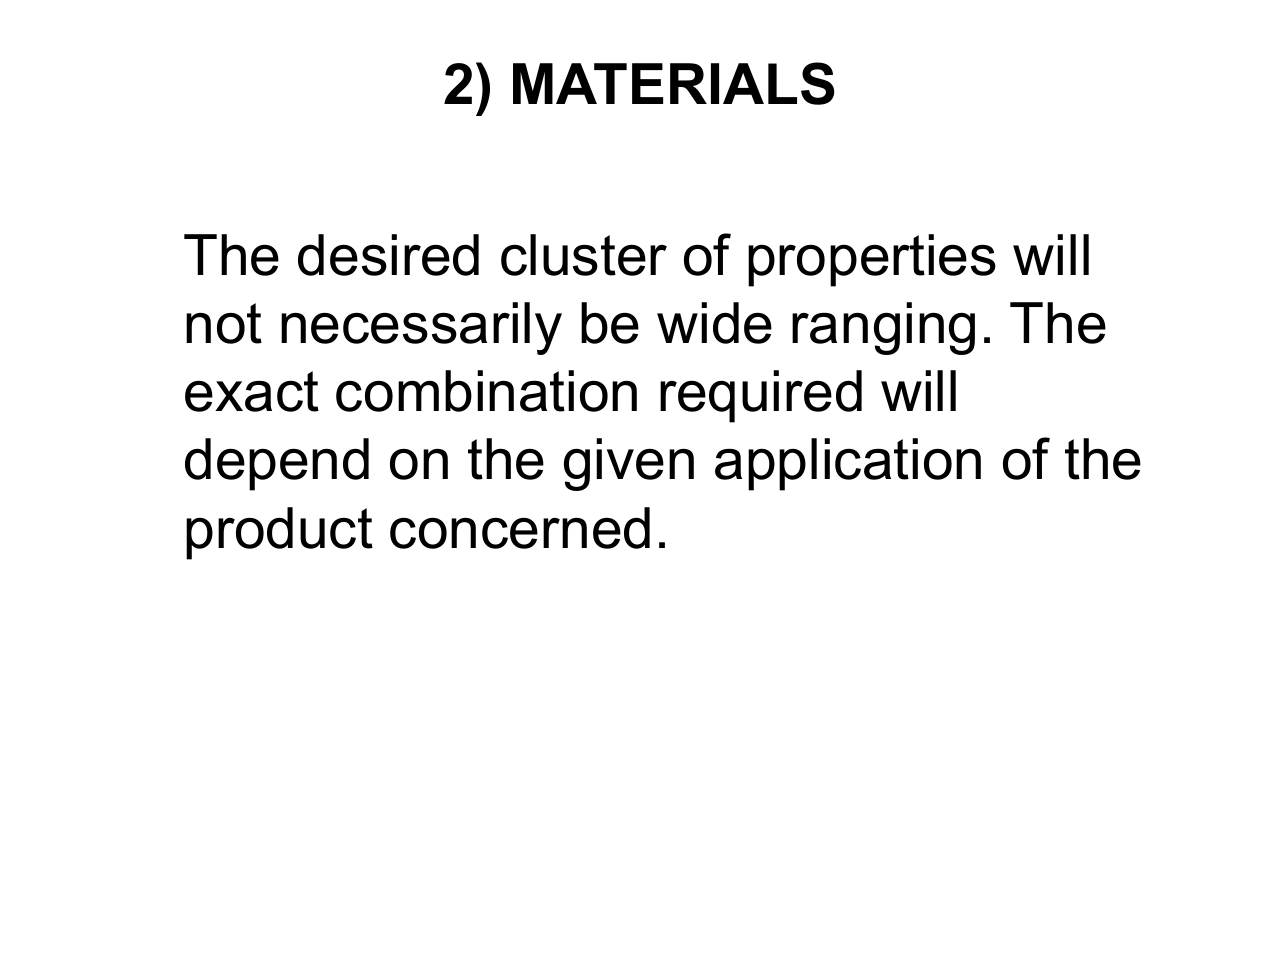 2) MATERIALS
The desired cluster of properties will
not necessarily be wide ranging. The
exact combination required will
depend on the given application of the
product concerned.